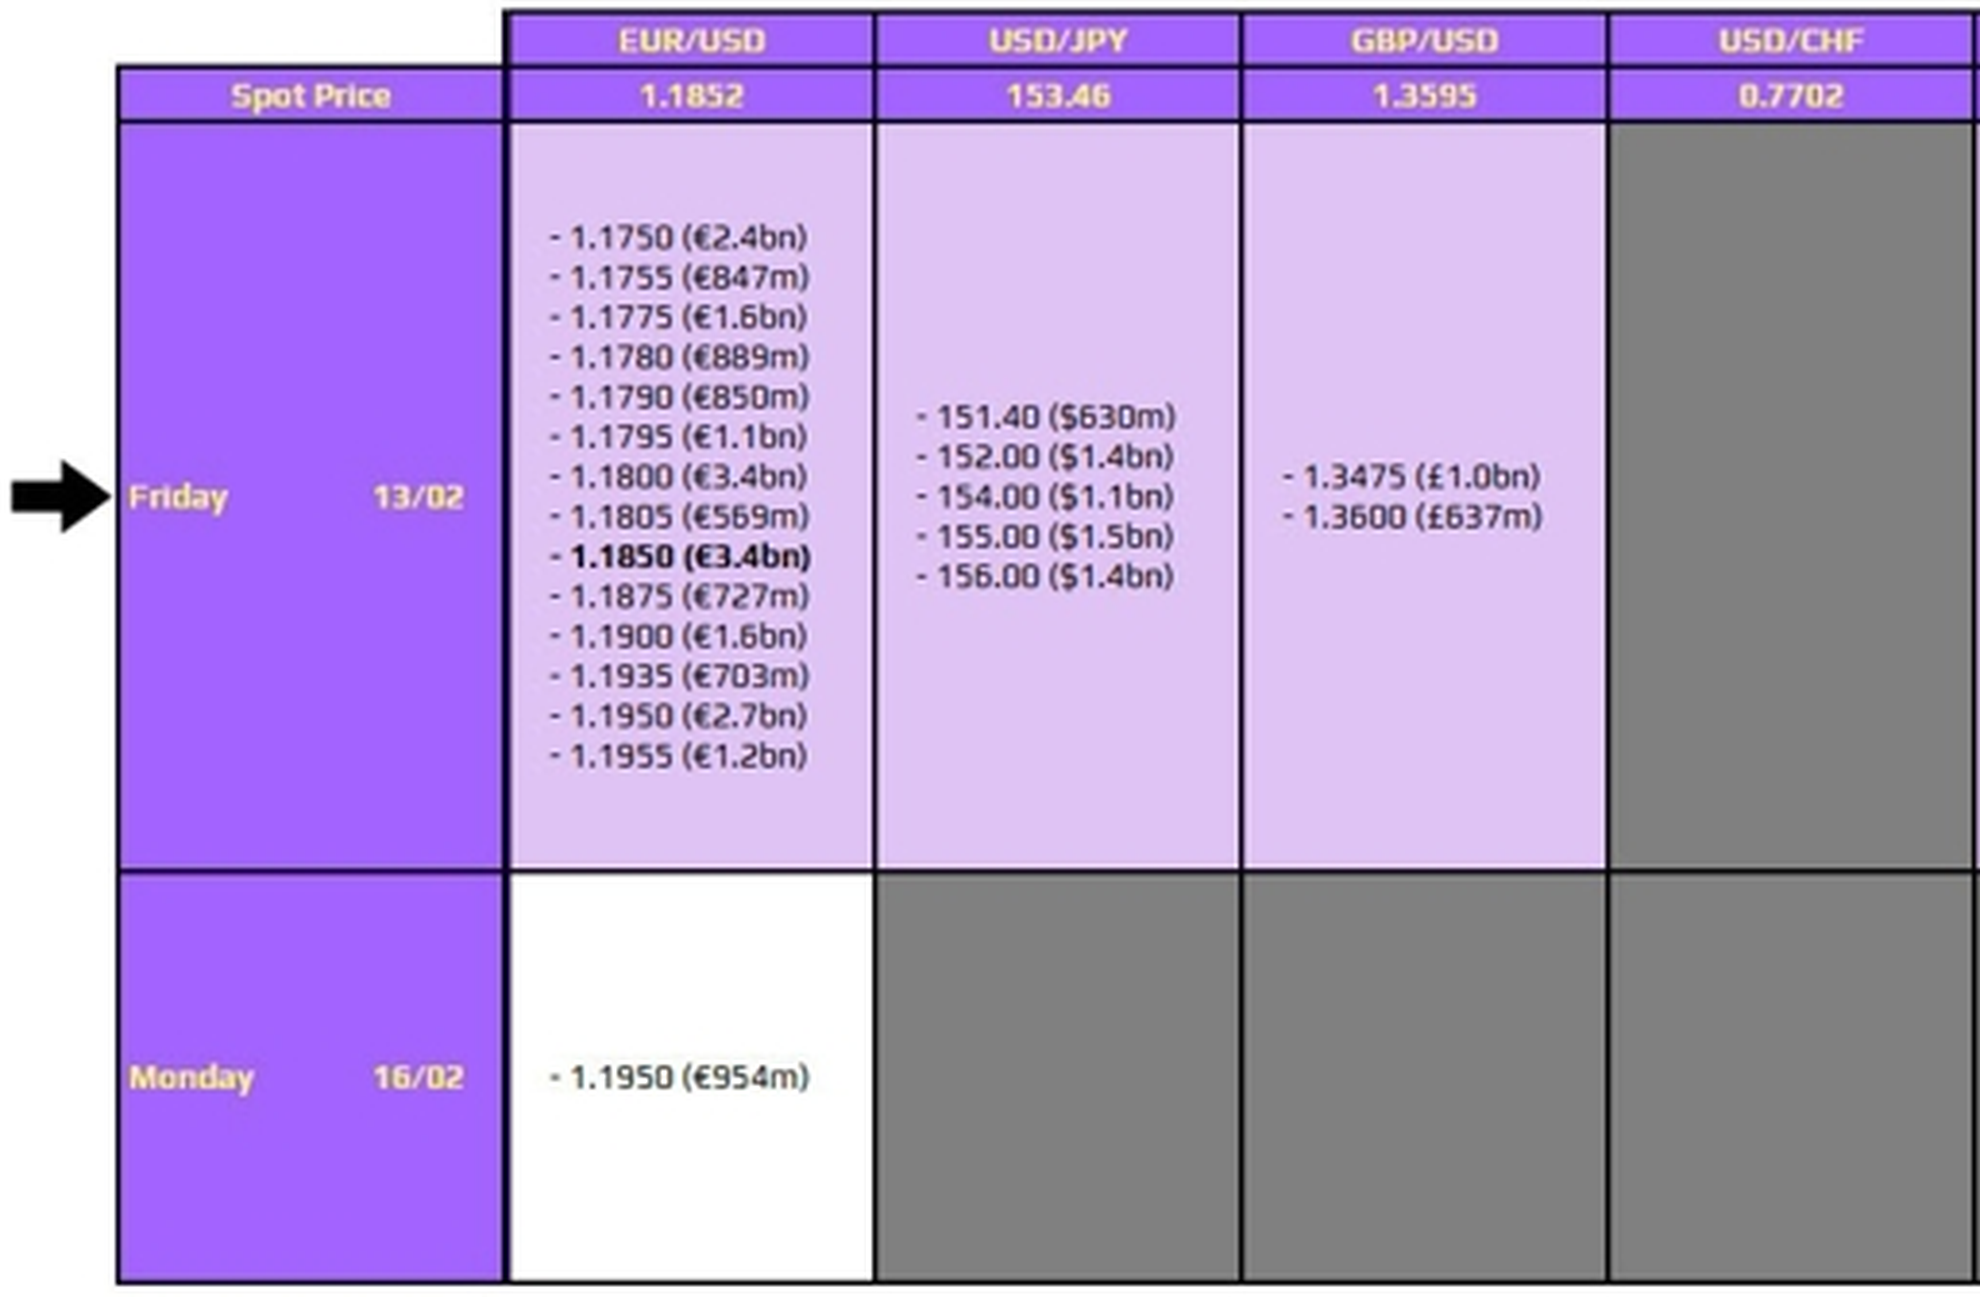 EUR/USD USD/JPY GBP/USD USD/CHF
Spot Price 1.1852 153.46 1.3595 0.7702
Friday 13/02
- 1.1750 (€2.4bn)
- 1.1755 (€847m)
- 1.1775 (€1.6bn)
- 1.1780 (€889m)
- 1.1790 (€850m)
- 1.1795 (€1.1bn)
- 1.1800 (€3.4bn)
- 1.1805 (€569m)
- 1.1850 (€3.4bn)
- 1.1875 (€727m)
- 1.1900 (€1.6bn)
- 1.1935 (€703m)
- 1.1950 (€2.7bn)
- 1.1955 (€1.2bn)
- 151.40 ($630m)
- 152.00 ($1.4bn)
- 154.00 ($1.1bn)
- 155.00 ($1.5bn)
- 156.00 ($1.4bn)
- 1.3475 (£1.0bn)
- 1.3600 (£637m)
Monday 16/02
- 1.1950 (€954m)